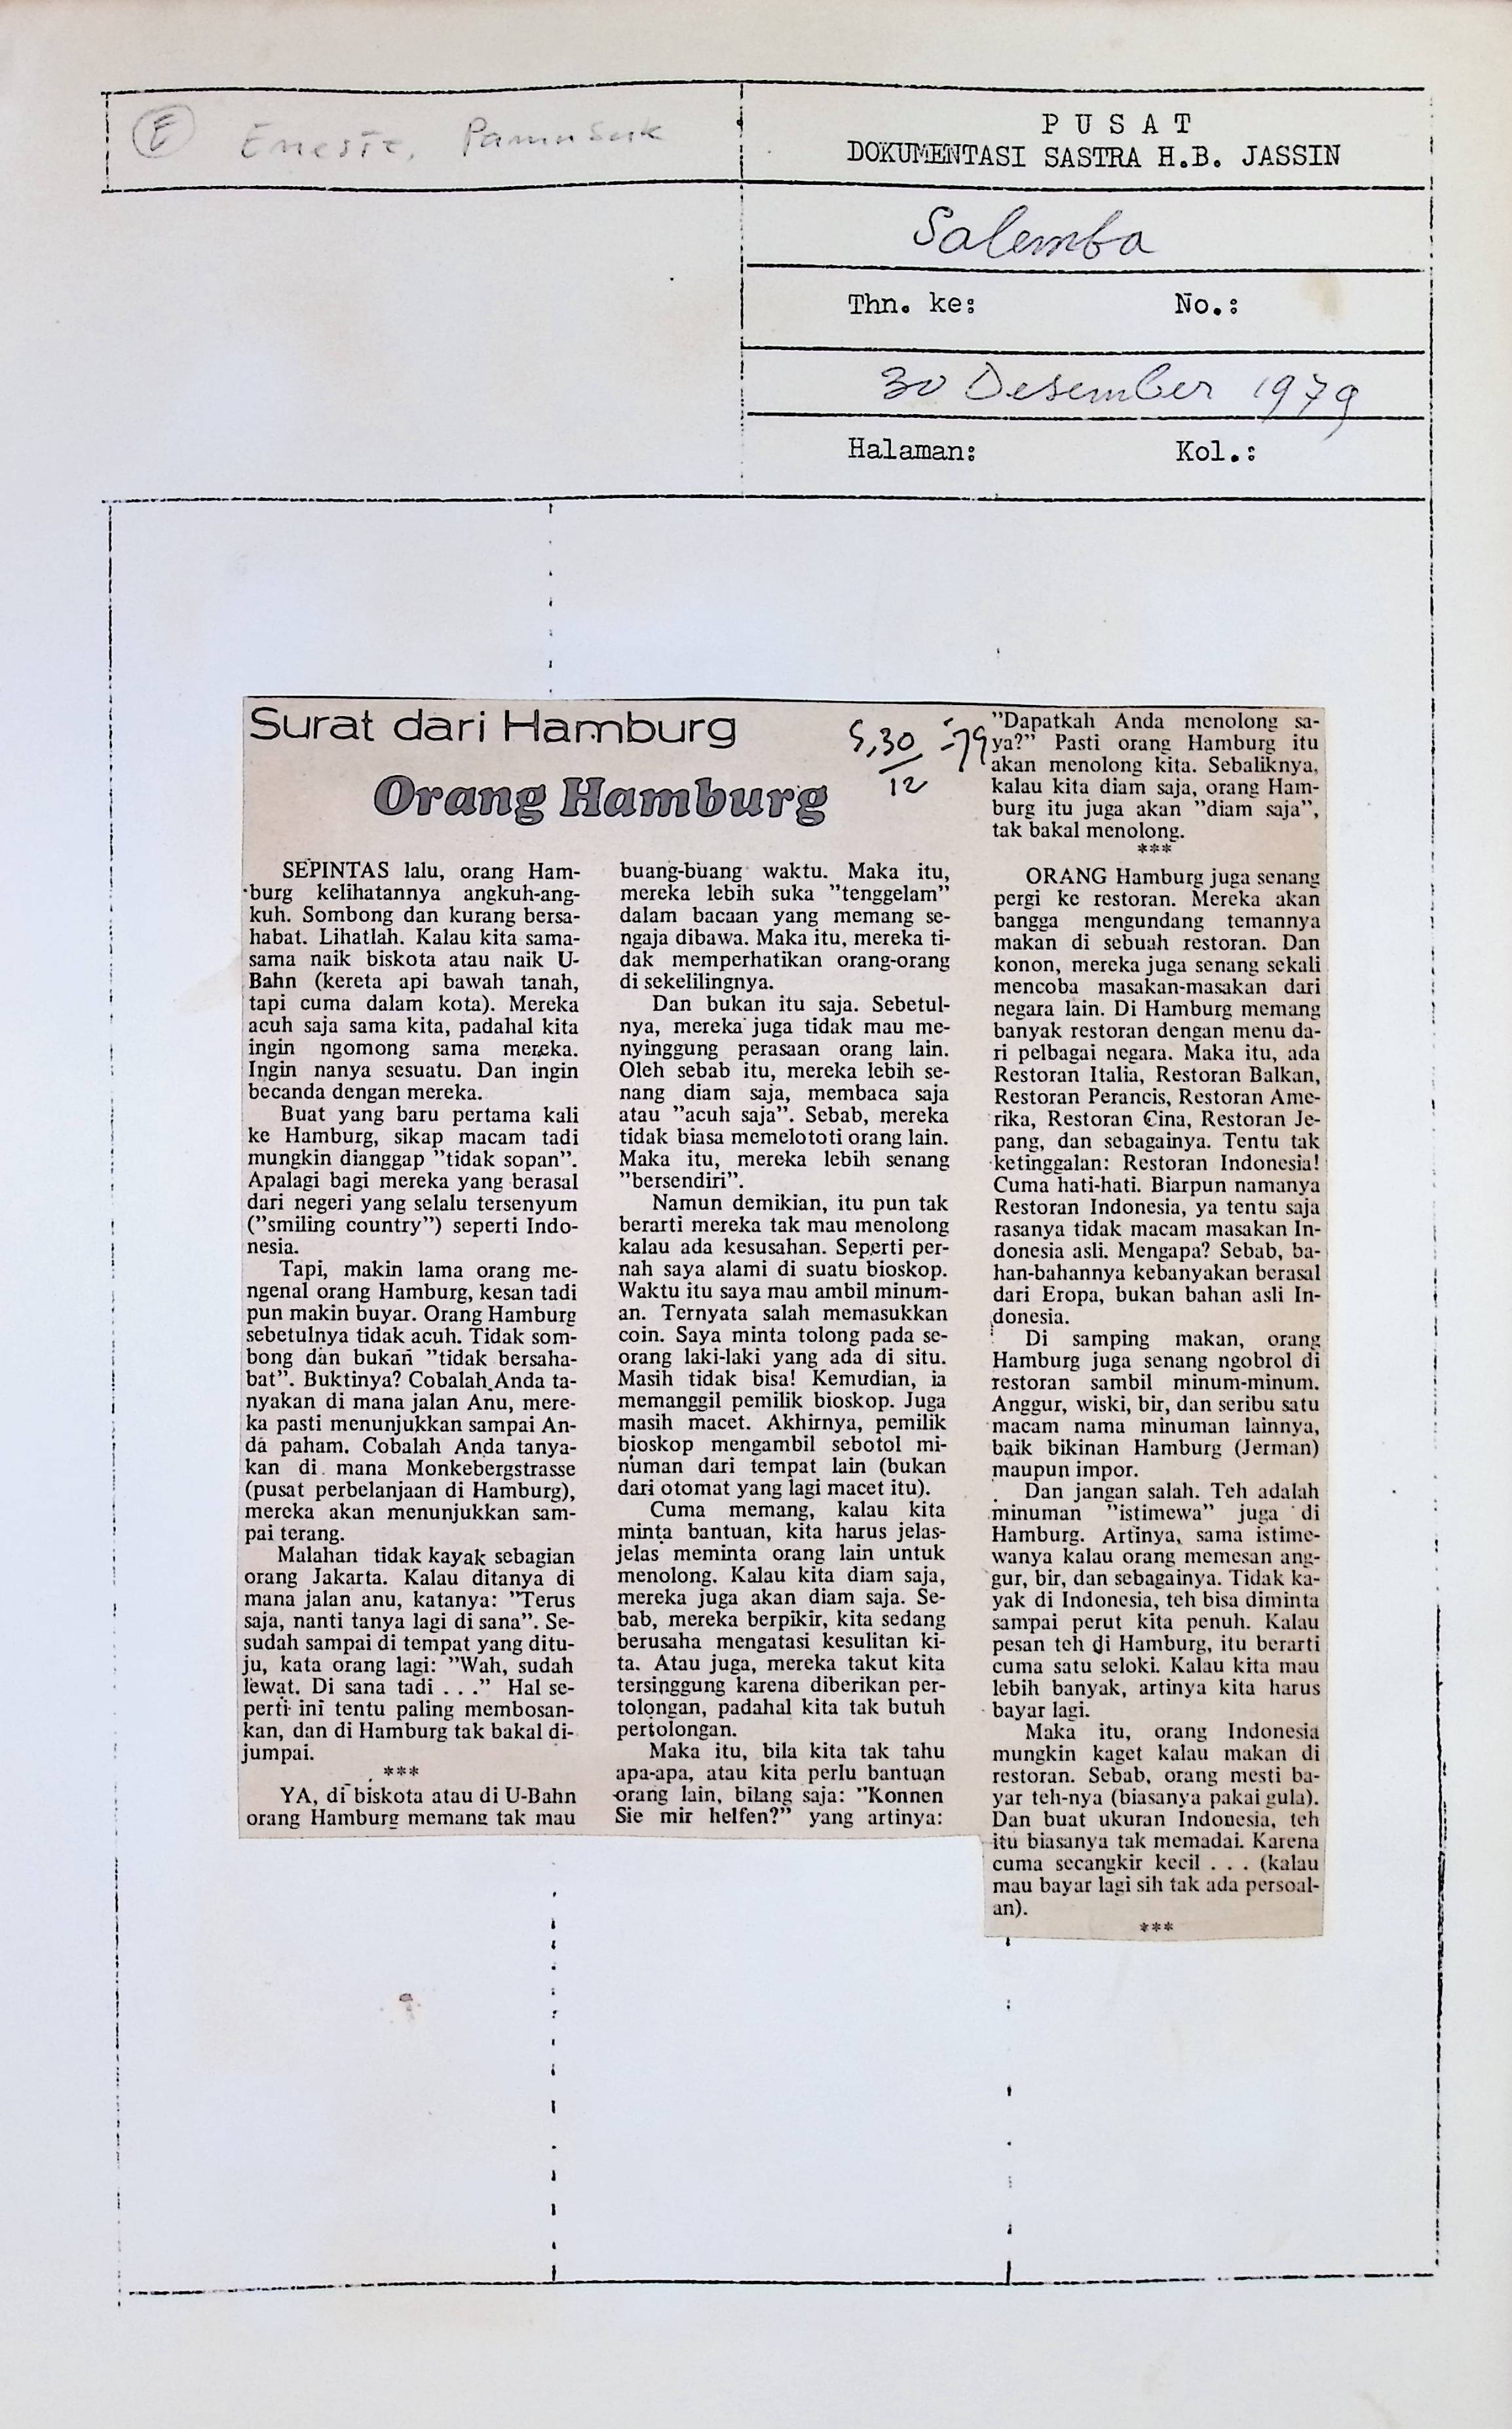 E Eneste, Pamusuk
P U S A T
DOKUMENTASI SASTRA H.B. JASSIN
Salemba
Thn. ke: No.:
30 Desember 1979
Halaman: Kol.:
Surat dari Hamburg
S, 30/12 -79
Orang Hamburg
SEPINTAS lalu, orang Ham-
burg kelihatannya angkuh-ang-
kuh. Sombong dan kurang bersa-
habat. Lihatlah. Kalau kita sama-
sama naik biskota atau naik U-
Bahn (kereta api bawah tanah,
tapi cuma dalam kota). Mereka
acuh saja sama kita, padahal kita
ingin ngomong sama mereka.
Ingin nanya sesuatu. Dan ingin
becanda dengan mereka.
Buat yang baru pertama kali
ke Hamburg, sikap macam tadi
mungkin dianggap "tidak sopan".
Apalagi bagi mereka yang berasal
dari negeri yang selalu tersenyum
("smiling country") seperti Indo-
nesia.
Tapi, makin lama orang me-
ngenal orang Hamburg, kesan tadi
pun makin buyar. Orang Hamburg
sebetulnya tidak acuh. Tidak som-
bong dan bukan "tidak bersaha-
bat". Buktinya? Cobalah Anda ta-
nyakan di mana jalan Anu, mere-
ka pasti menunjukkan sampai An-
da paham. Cobalah Anda tanya-
kan di mana Monkebergstrasse
(pusat perbelanjaan di Hamburg),
mereka akan menunjukkan sam-
pai terang.
Malahan tidak kayak sebagian
orang Jakarta. Kalau ditanya di
mana jalan anu, katanya: "Terus
saja, nanti tanya lagi di sana". Se-
sudah sampai di tempat yang ditu-
ju, kata orang lagi: "Wah, sudah
lewat. Di sana tadi . . ." Hal se-
perti ini tentu paling membosan-
kan, dan di Hamburg tak bakal di-
jumpai.
***
YA, di biskota atau di U-Bahn
orang Hamburg memang tak mau
buang-buang waktu. Maka itu,
mereka lebih suka "tenggelam"
dalam bacaan yang memang se-
ngaja dibawa. Maka itu, mereka ti-
dak memperhatikan orang-orang
di sekelilingnya.
Dan bukan itu saja. Sebetul-
nya, mereka juga tidak mau me-
nyinggung perasaan orang lain.
Oleh sebab itu, mereka lebih se-
nang diam saja, membaca saja
atau "acuh saja". Sebab, mereka
tidak biasa memelototi orang lain.
Maka itu, mereka lebih senang
"bersendiri".
Namun demikian, itu pun tak
berarti mereka tak mau menolong
kalau ada kesusahan. Seperti per-
nah saya alami di suatu bioskop.
Waktu itu saya mau ambil minum-
an. Ternyata salah memasukkan
coin. Saya minta tolong pada se-
orang laki-laki yang ada di situ.
Masih tidak bisa! Kemudian, ia
memanggil pemilik bioskop. Juga
masih macet. Akhirnya, pemilik
bioskop mengambil sebotol mi-
numan dari tempat lain (bukan
dari otomat yang lagi macet itu).
Cuma memang, kalau kita
minta bantuan, kita harus jelas-
jelas meminta orang lain untuk
menolong. Kalau kita diam saja,
mereka juga akan diam saja. Se-
bab, mereka berpikir, kita sedang
berusaha mengatasi kesulitan ki-
ta. Atau juga, mereka takut kita
tersinggung karena diberikan per-
tolongan, padahal kita tak butuh
pertolongan.
Maka itu, bila kita tak tahu
apa-apa, atau kita perlu bantuan
orang lain, bilang saja: "Konnen
Sie mir helfen?" yang artinya:
"Dapatkah Anda menolong sa-
ya?" Pasti orang Hamburg itu
akan menolong kita. Sebaliknya,
kalau kita diam saja, orang Ham-
burg itu juga akan "diam saja",
tak bakal menolong.
***
ORANG Hamburg juga senang
pergi ke restoran. Mereka akan
bangga mengundang temannya
makan di sebuah restoran. Dan
konon, mereka juga senang sekali
mencoba masakan-masakan dari
negara lain. Di Hamburg memang
banyak restoran dengan menu da-
ri pelbagai negara. Maka itu, ada
Restoran Italia, Restoran Balkan,
Restoran Perancis, Restoran Ame-
rika, Restoran Cina, Restoran Je-
pang, dan sebagainya. Tentu tak
ketinggalan: Restoran Indonesia!
Cuma hati-hati. Biarpun namanya
Restoran Indonesia, ya tentu saja
rasanya tidak macam masakan In-
donesia asli. Mengapa? Sebab, ba-
han-bahannya kebanyakan berasal
dari Eropa, bukan bahan asli In-
donesia.
Di samping makan, orang
Hamburg juga senang ngobrol di
restoran sambil minum-minum.
Anggur, wiski, bir, dan seribu satu
macam nama minuman lainnya,
baik bikinan Hamburg (Jerman)
maupun impor.
Dan jangan salah. Teh adalah
minuman "istimewa" juga di
Hamburg. Artinya, sama istime-
wanya kalau orang memesan ang-
gur, bir, dan sebagainya. Tidak ka-
yak di Indonesia, teh bisa diminta
sampai perut kita penuh. Kalau
pesan teh di Hamburg, itu berarti
cuma satu seloki. Kalau kita mau
lebih banyak, artinya kita harus
bayar lagi.
Maka itu, orang Indonesia
mungkin kaget kalau makan di
restoran. Sebab, orang mesti ba-
yar teh-nya (biasanya pakai gula).
Dan buat ukuran Indonesia, teh
itu biasanya tak memadai. Karena
cuma secangkir kecil . . . (kalau
mau bayar lagi sih tak ada persoal-
an).
***